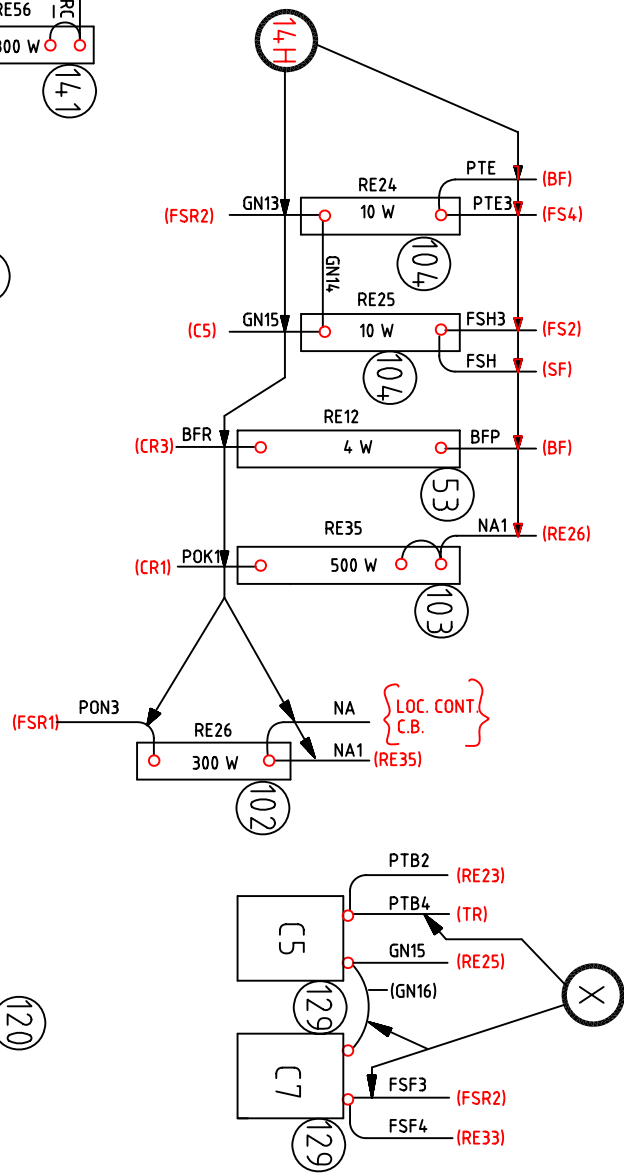 RE56
RC
300 W
141
14H
PTE
(BF)
RE24
GN13
10 W
PTE3
(FSR2)
(FS4)
104
GN14
RE25
GN15
10 W
FSH3
(C5)
(FS2)
FSH
(SF)
104
RE12
BFR
4 W
BFP
(CR3)
(BF)
53
RE35
NA1
(RE26)
POK1
500 W
(CR1)
103
PON3
NA
LOC. CONT.
C.B.
(FSR1)
RE26
300 W
NA1
(RE35)
102
PTB2
(RE23)
PTB4
(TR)
C5
GN15
(RE25)
X
129
(GN16)
120
C7
FSF3
(FSR2)
FSF4
(RE33)
129